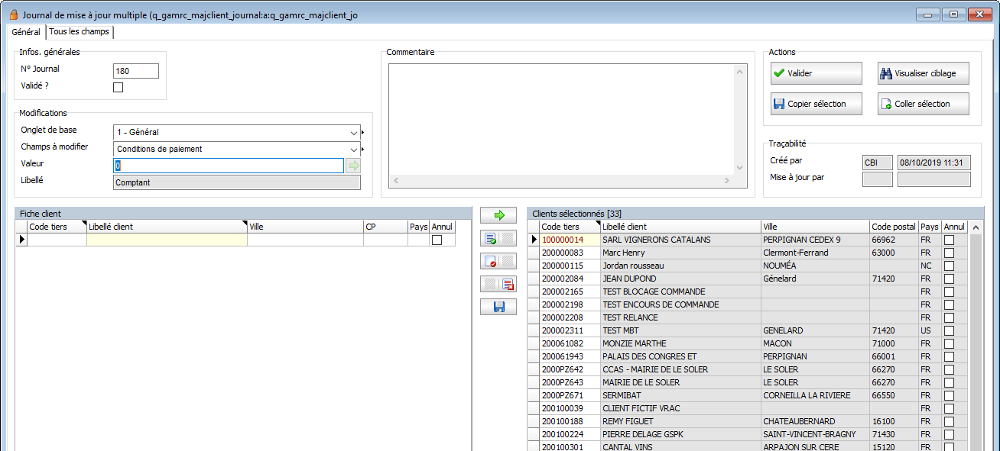 Journal de mise à jour multiple (q_gamrc_majclient_journal:a:q_gamrc_majclient_jo
Général Tous les champs
Infos. générales
N° Journal 180
Validé ?
Modifications
Onglet de base 1 - Général
Champs à modifier Conditions de paiement
Valeur 0
Libellé Comptant
Commentaire
Actions
Valider Visualiser ciblage
Copier sélection Coller sélection
Traçabilité
Créé par CBI 08/10/2019 11:31
Mise à jour par
Fiche client
Code tiers Libellé client Ville CP Pays Annul
Clients sélectionnés [33]
Code tiers Libellé client Ville Code postal Pays Annul
100000014 SARL VIGNERONS CATALANS PERPIGNAN CEDEX 9 66962 FR
200000083 Marc Henry Clermont-Ferrand 63000 FR
200000115 Jordan rousseau NOUMÉA NC
200002084 JEAN DUPOND Génelard 71420 FR
200002165 TEST BLOCAGE COMMANDE FR
200002198 TEST ENCOURS DE COMMANDE FR
200002208 TEST RELANCE FR
200002311 TEST MBT GENELARD 71420 US
200061082 MONZIE MARTHE MACON 71000 FR
200061943 PALAIS DES CONGRES ET PERPIGNAN 66001 FR
2000PZ642 CCAS - MAIRIE DE LE SOLER LE SOLER 66270 FR
2000PZ643 MAIRIE DE LE SOLER LE SOLER 66270 FR
2000PZ671 SERMIBAT CORNEILLA LA RIVIERE 66550 FR
200100039 CLIENT FICTIF VRAC FR
200100188 REMY FIGUET CHATEAUBERNARD 16100 FR
200100224 PIERRE DELAGE GSPK SAINT-VINCENT-BRAGNY 71430 FR
200100301 CANTAL VINS ARPAJON SUR CERE 15120 FR